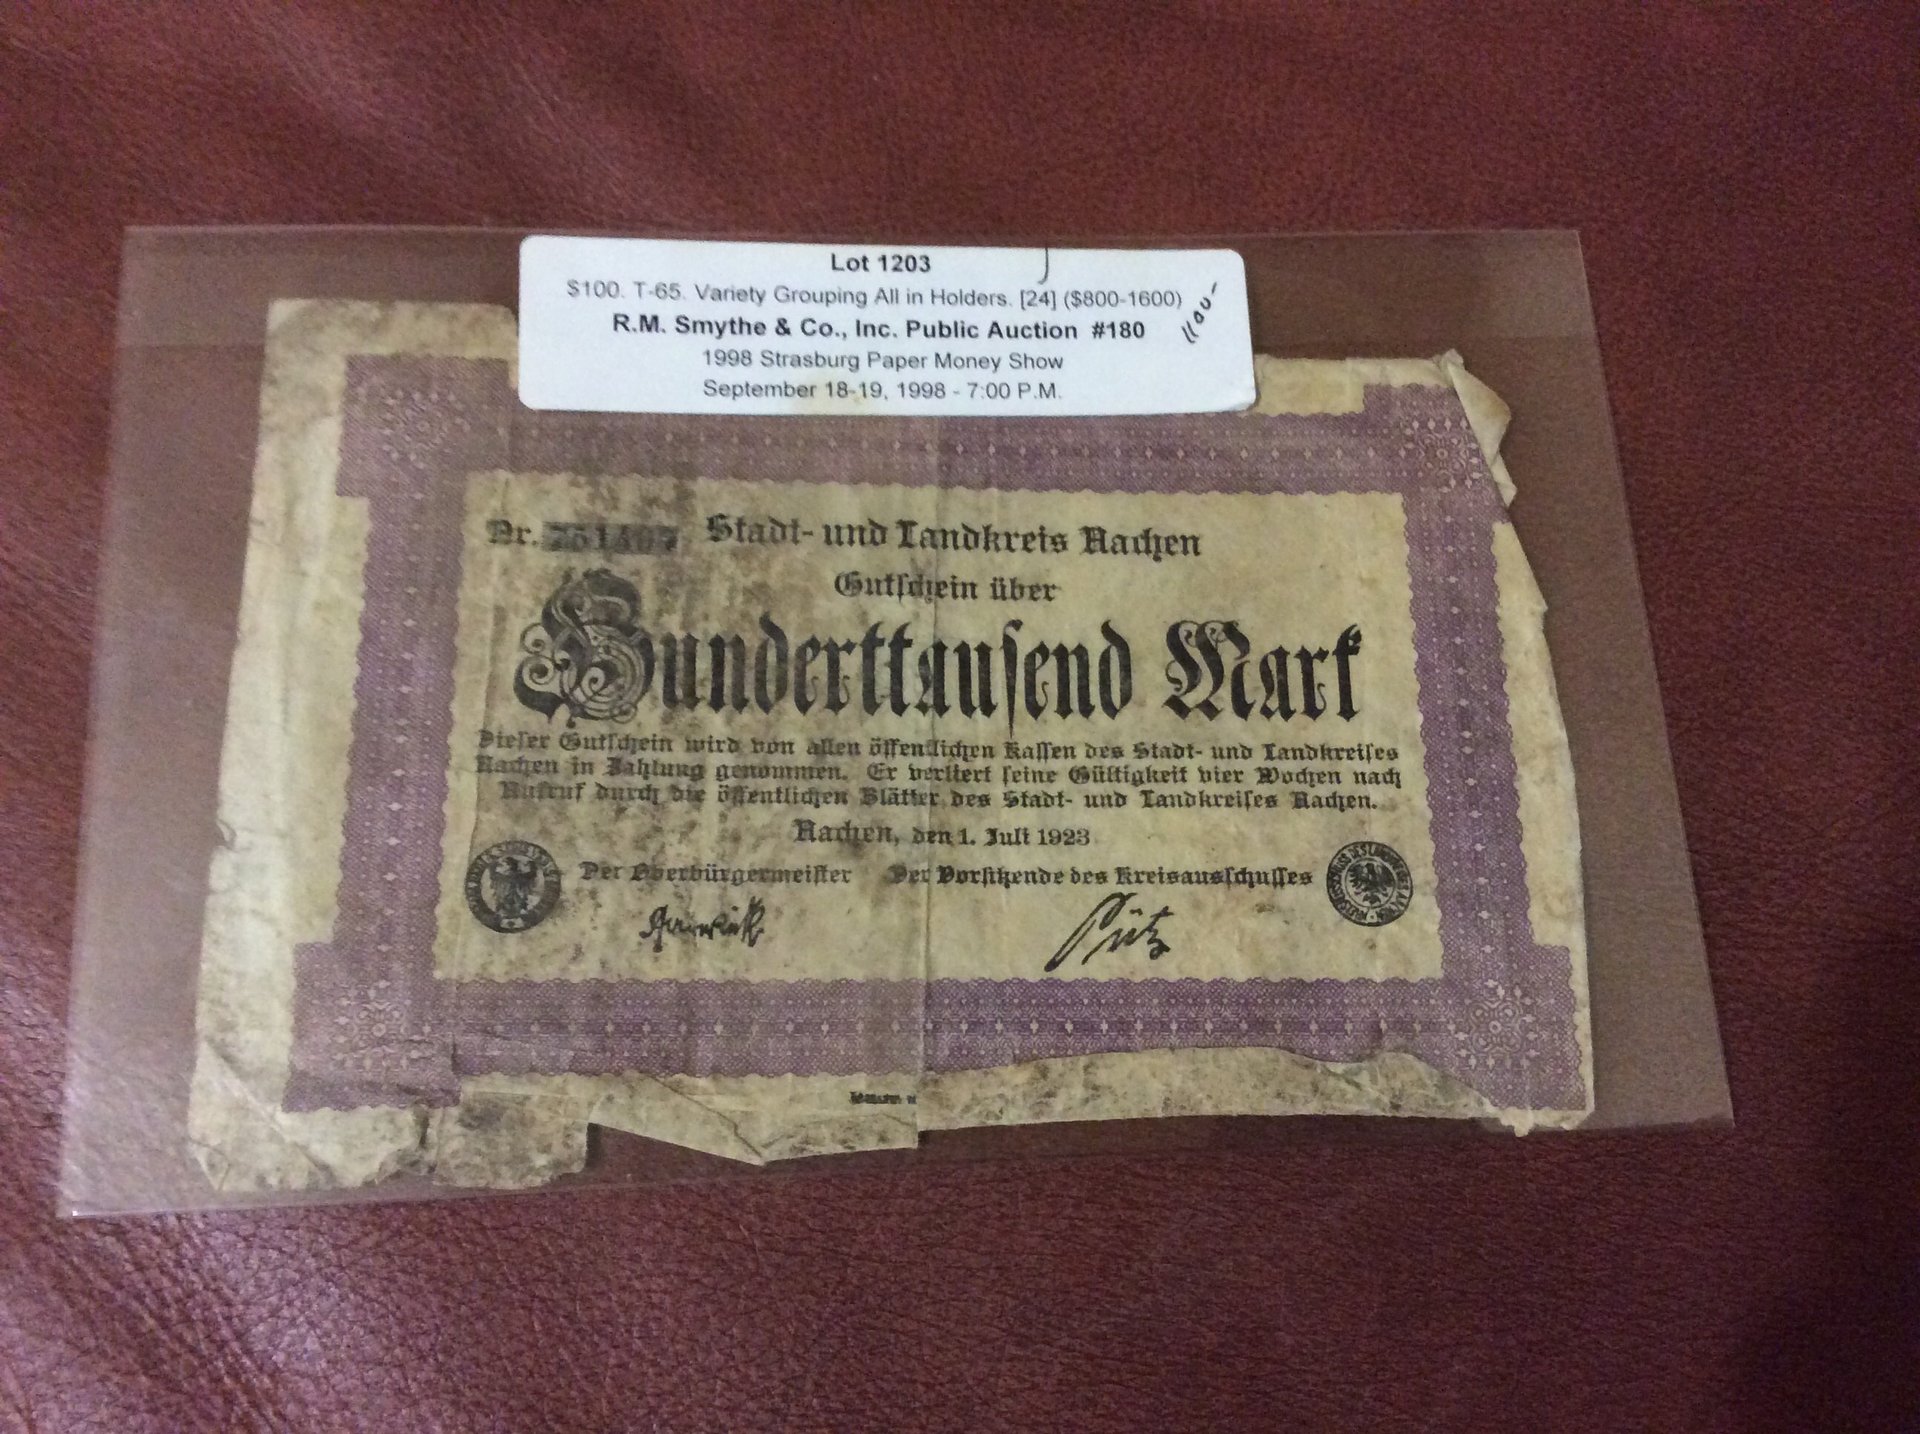 Lot 1203
$100. T-65. Variety Grouping All in Holders. [24] ($800-1600)
1100-
R.M. Smythe & Co., Inc. Public Auction #180
1998 Strasburg Paper Money Show
September 18-19, 1998 - 7:00 P.M.
Nr. Stadt- und Landkreis Aachen
Gutschein über
Hunderttausend Mark
Dieser Gutschein wird von allen öffentlichen Kassen des Stadt- und Landkreises
Aachen in Zahlung genommen. Er verliert seine Gültigkeit vier Wochen nach
Aufruf durch die öffentlichen Blätter des Stadt- und Landkreises Aachen.
Aachen, den 1. Juli 1923
Der Oberbürgermeister Der Vorsitzende des Kreisausschusses
Pütz